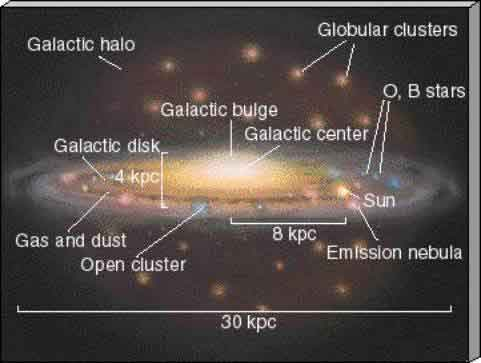 Globular clusters
Galactic halo
O, B stars
Galactic bulge
Galactic center
Galactic disk
4 kpc
Sun
8 kpc
Gas and dust
Emission nebula
Open cluster
30 kpc